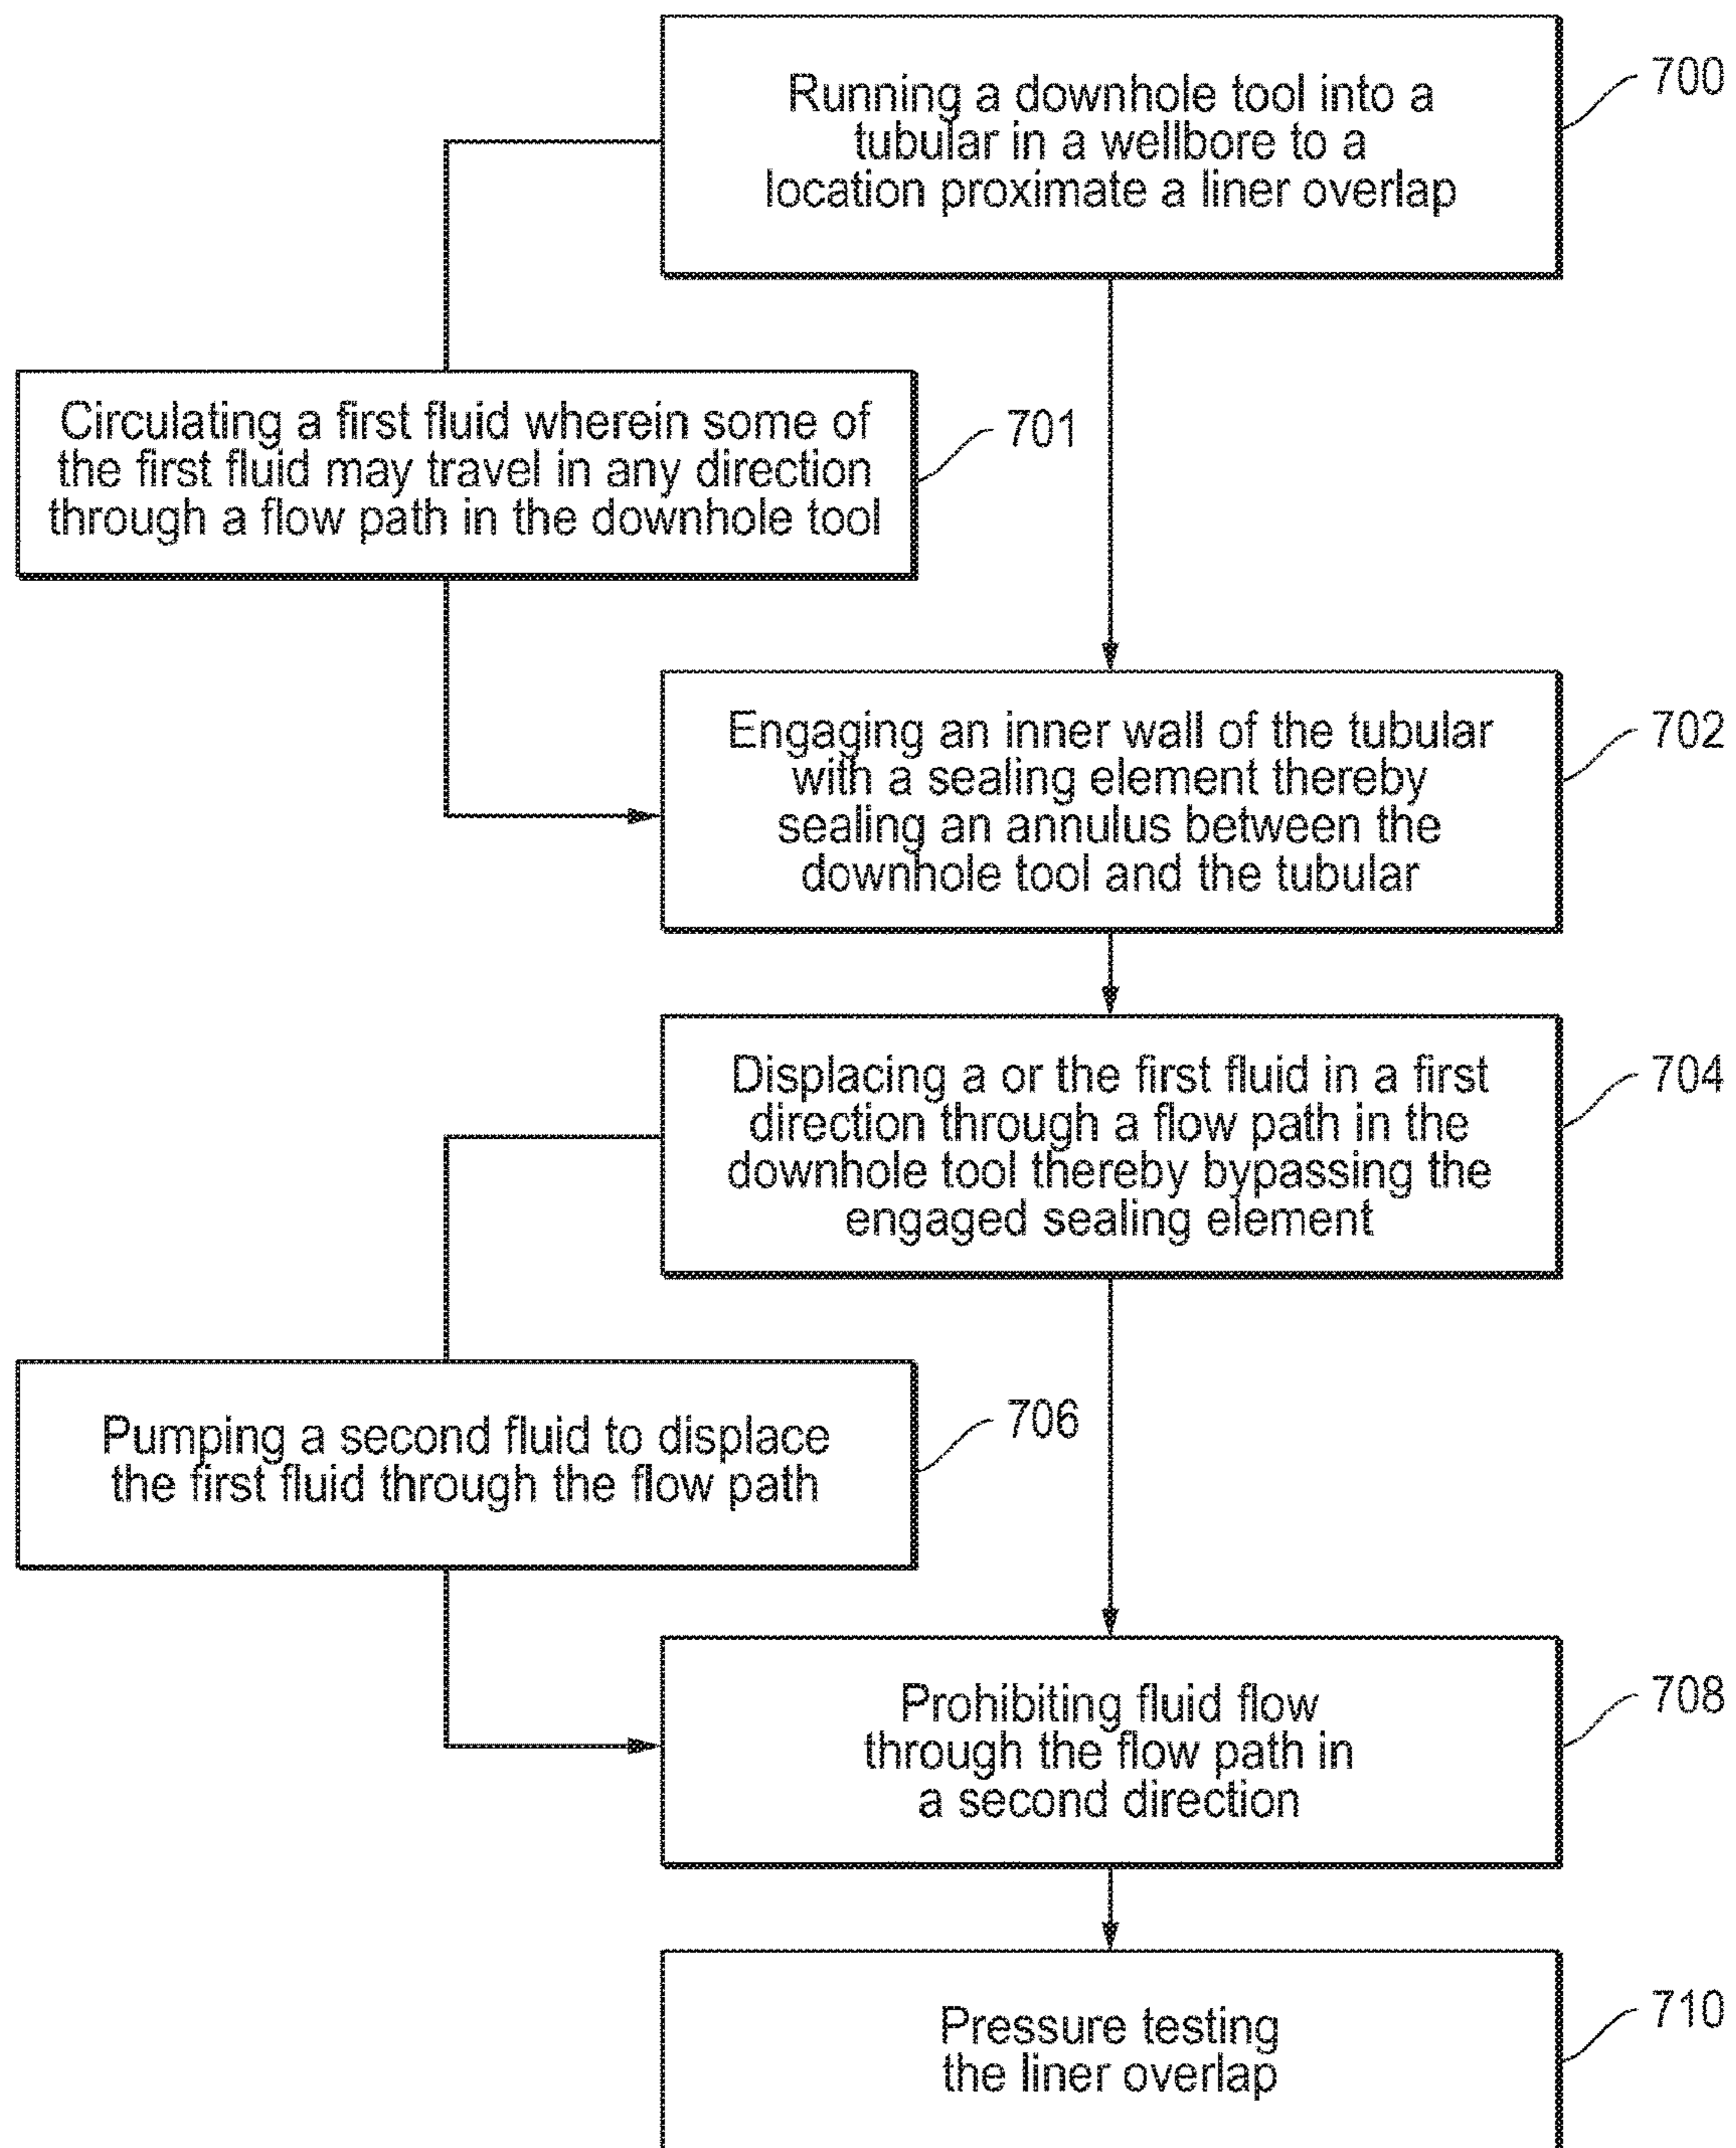 Running a downhole tool into a
tubular in a wellbore to a
location proximate a liner overlap
700
Circulating a first fluid wherein some of
the first fluid may travel in any direction
through a flow path in the downhole tool
701
Engaging an inner wall of the tubular
with a sealing element thereby
sealing an annulus between the
downhole tool and the tubular
702
Displacing a or the first fluid in a first
direction through a flow path in the
downhole tool thereby bypassing the
engaged sealing element
704
Pumping a second fluid to displace
the first fluid through the flow path
706
Prohibiting fluid flow
through the flow path in
a second direction
708
Pressure testing
the liner overlap
710